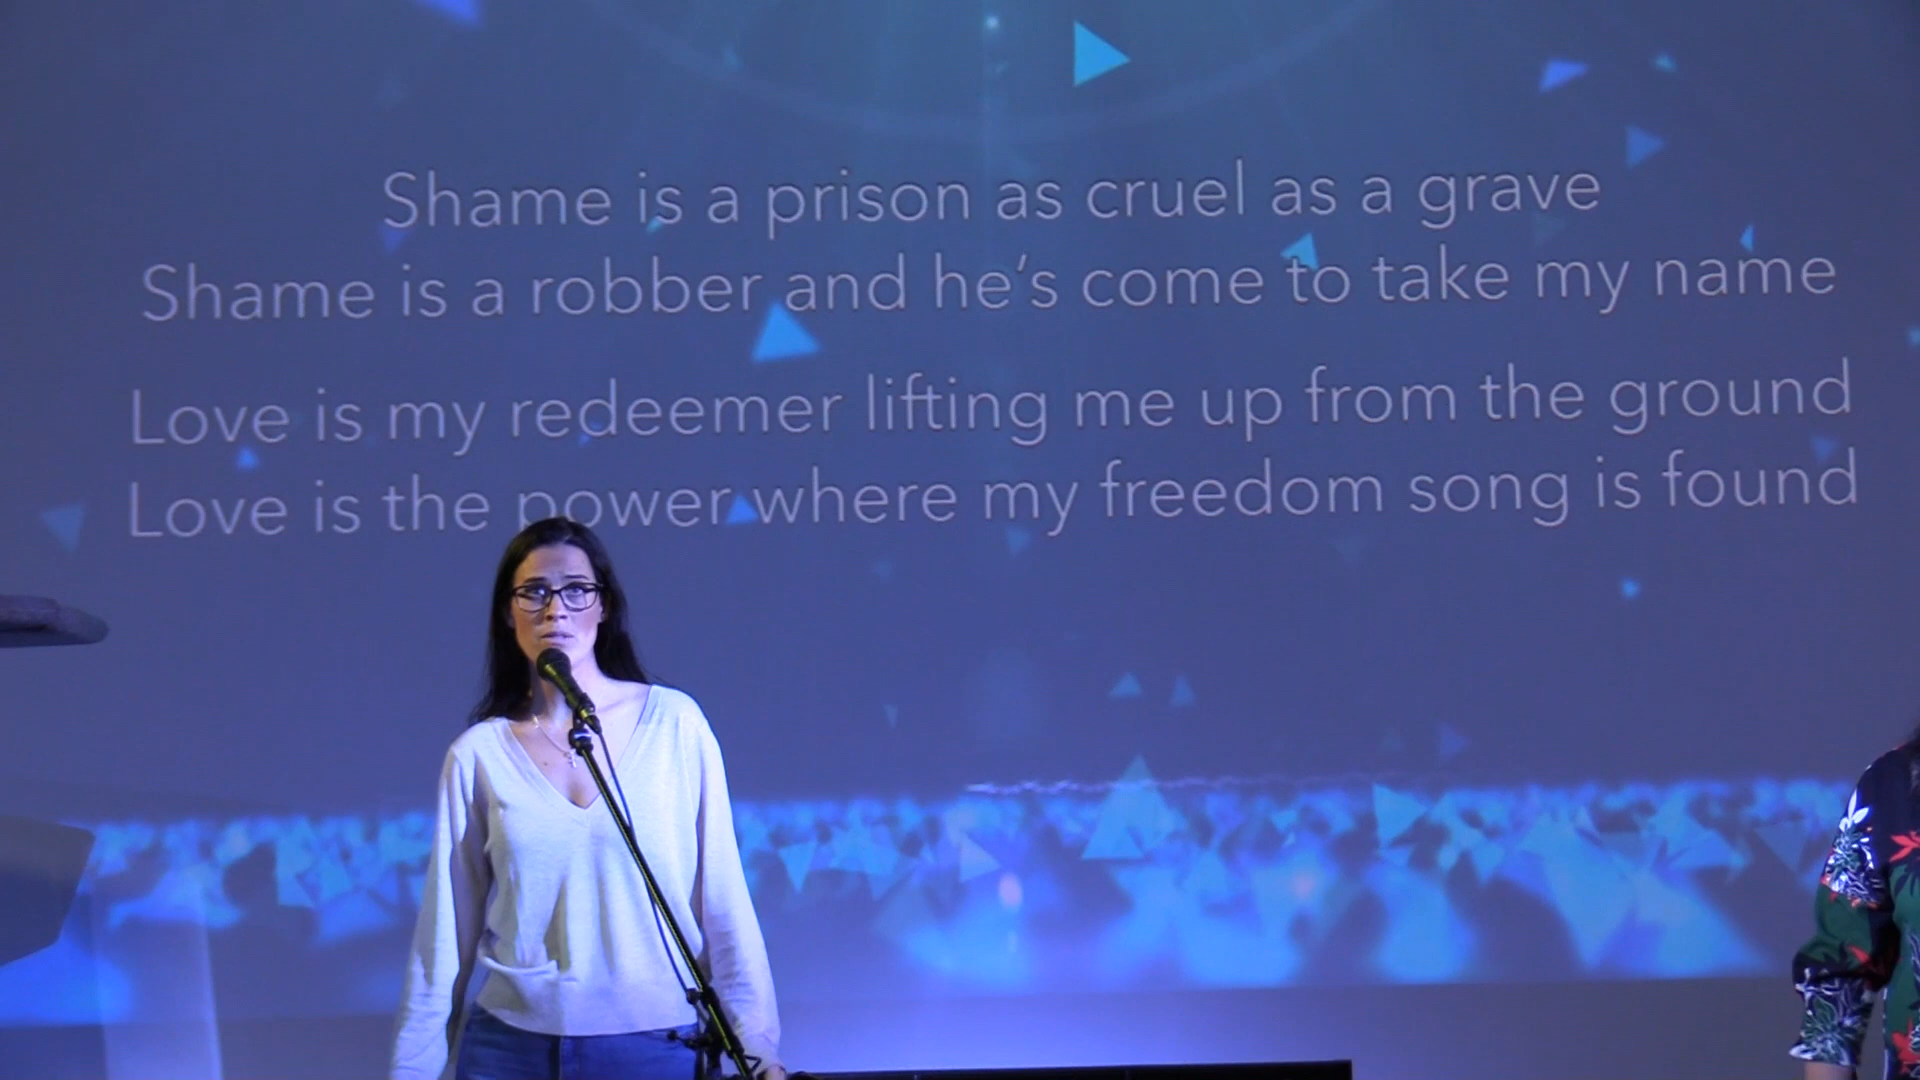 Shame is a prison as cruel as a grave
Shame is a robber and he's come to take my name
Love is my redeemer lifting me up from the ground
Love is the power where my freedom song is found